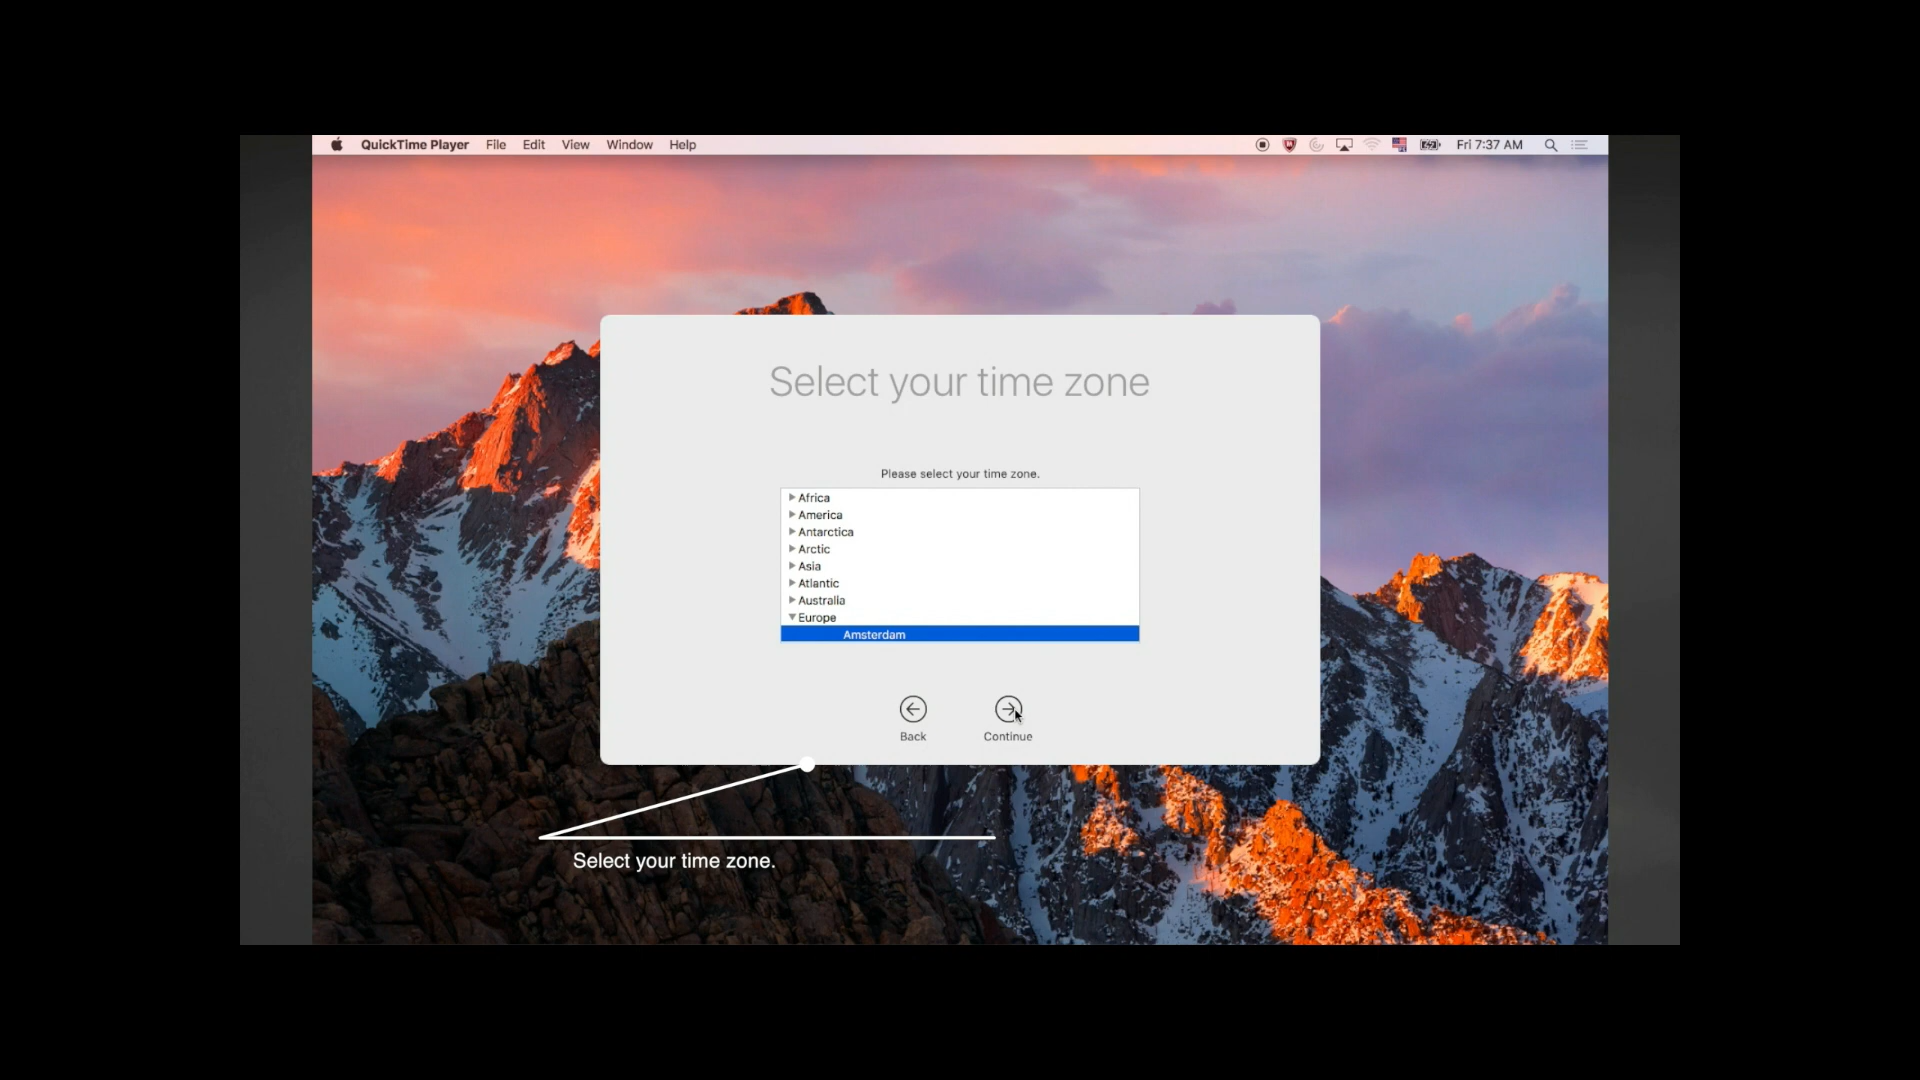 QuickTime Player File Edit View Window Help Fri 7:37 AM
Select your time zone
Please select your time zone.
Africa
America
Antarctica
Arctic
Asia
Atlantic
Australia
Europe
Amsterdam
Back Continue
Select your time zone.